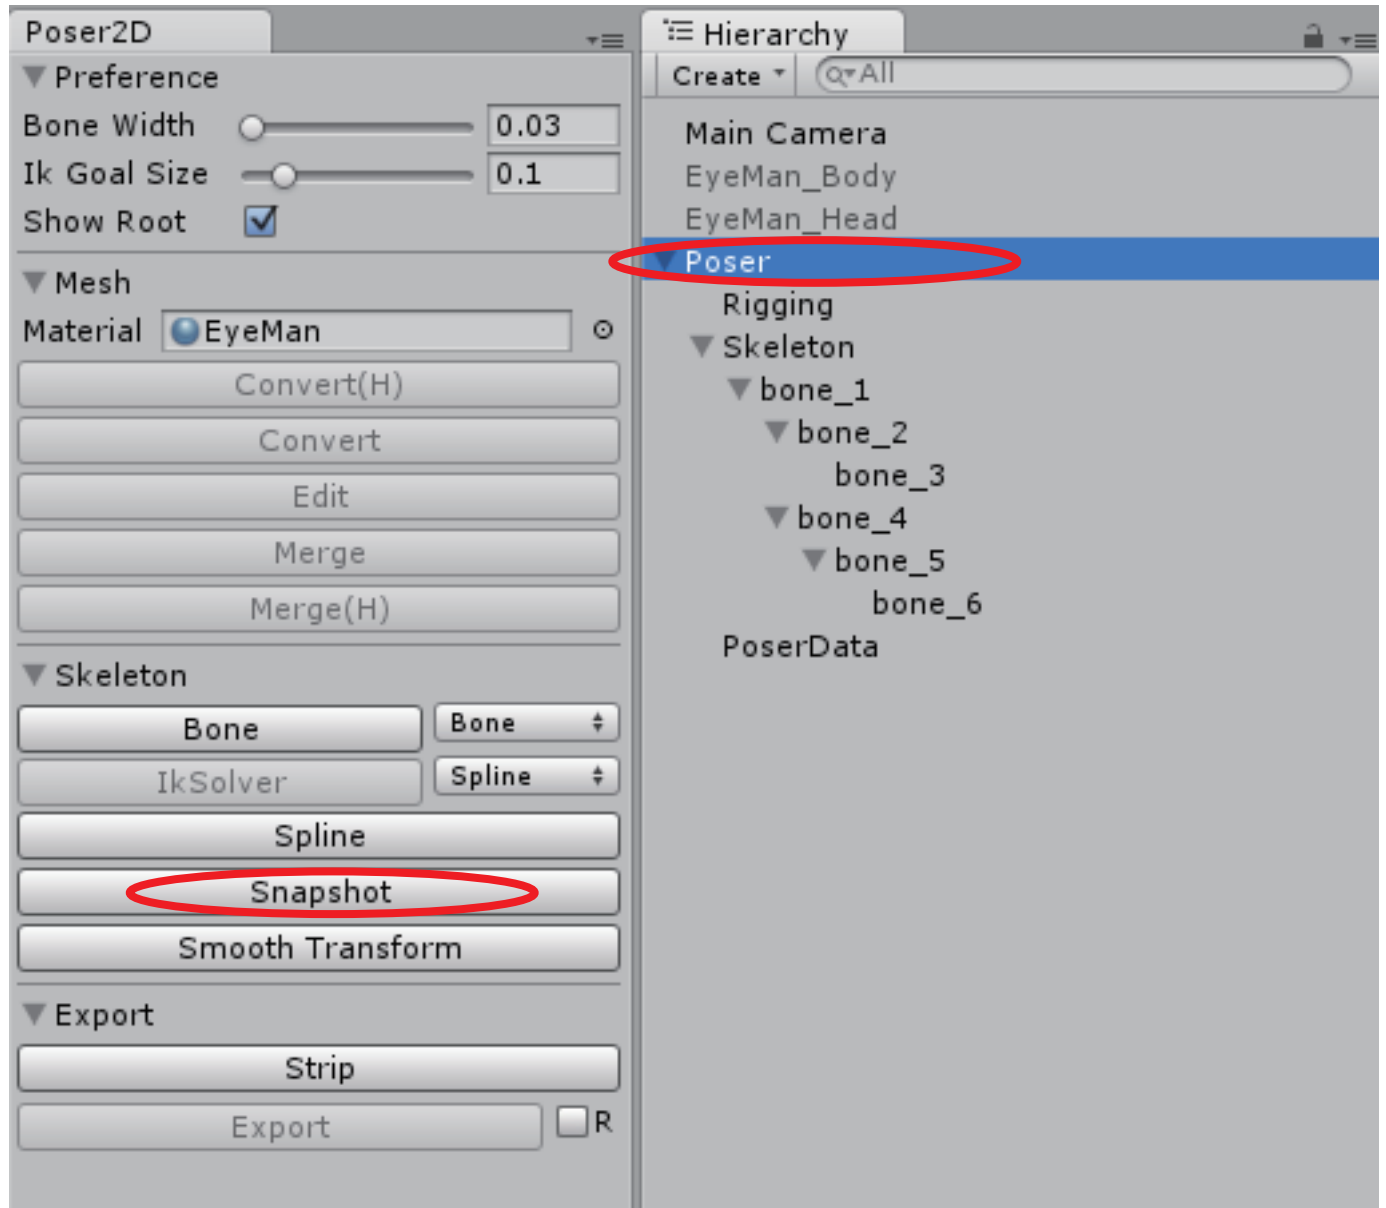 Poser2D
Preference
Bone Width 0.03
Ik Goal Size 0.1
Show Root
Mesh
Material EyeMan
Convert(H)
Convert
Edit
Merge
Merge(H)
Skeleton
Bone Bone
IkSolver Spline
Spline
Snapshot
Smooth Transform
Export
Strip
Export R
Hierarchy
Create All
Main Camera
EyeMan_Body
EyeMan_Head
Poser
Rigging
Skeleton
bone_1
bone_2
bone_3
bone_4
bone_5
bone_6
PoserData